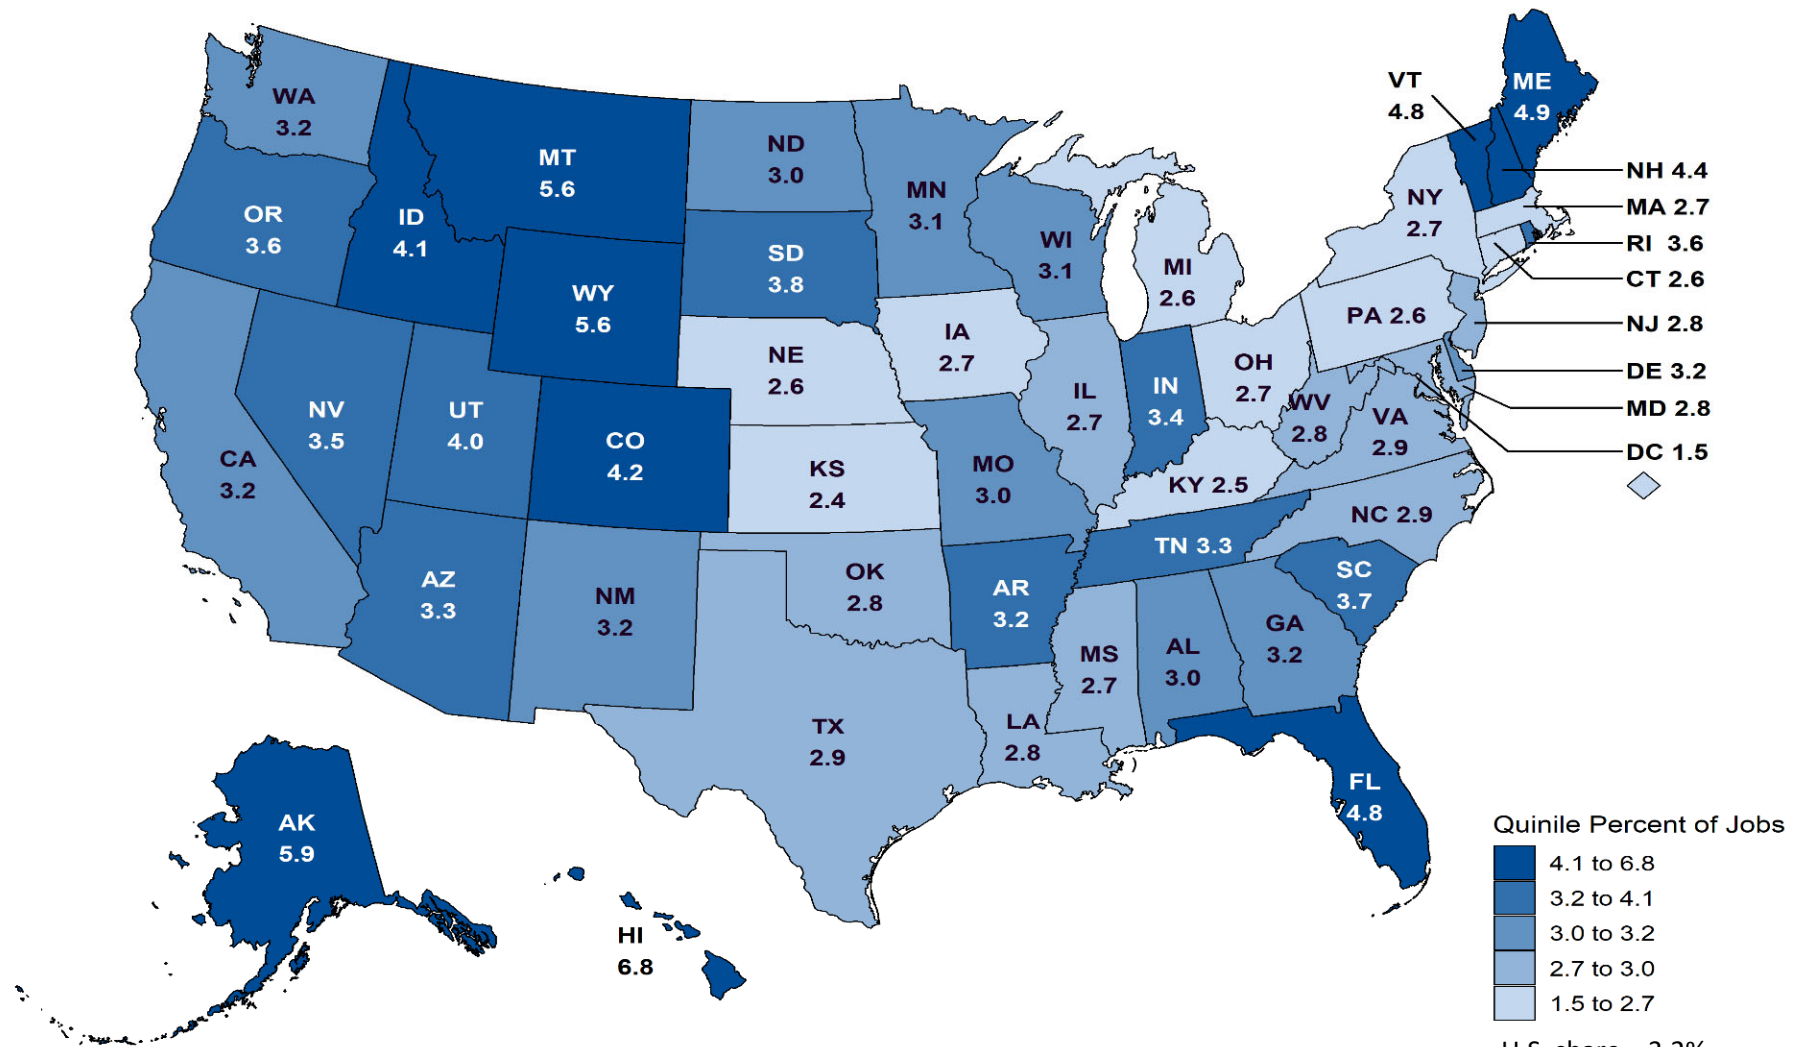 WA
3.2
OR
3.6
CA
3.2
ID
4.1
NV
3.5
MT
5.6
WY
5.6
UT
4.0
CO
4.2
AZ
3.3
NM
3.2
ND
3.0
SD
3.8
NE
2.6
KS
2.4
OK
2.8
TX
2.9
MN
3.1
IA
2.7
MO
3.0
AR
3.2
LA
2.8
WI
3.1
IL
2.7
MI
2.6
IN
3.4
OH
2.7
KY 2.5
TN 3.3
MS
2.7
AL
3.0
GA
3.2
FL
4.8
SC
3.7
NC 2.9
VA
2.9
WV
2.8
PA 2.6
NY
2.7
VT
4.8
ME
4.9
NH 4.4
MA 2.7
RI 3.6
CT 2.6
NJ 2.8
DE 3.2
MD 2.8
DC 1.5
AK
5.9
HI
6.8
Quinile Percent of Jobs
4.1 to 6.8
3.2 to 4.1
3.0 to 3.2
2.7 to 3.0
1.5 to 2.7